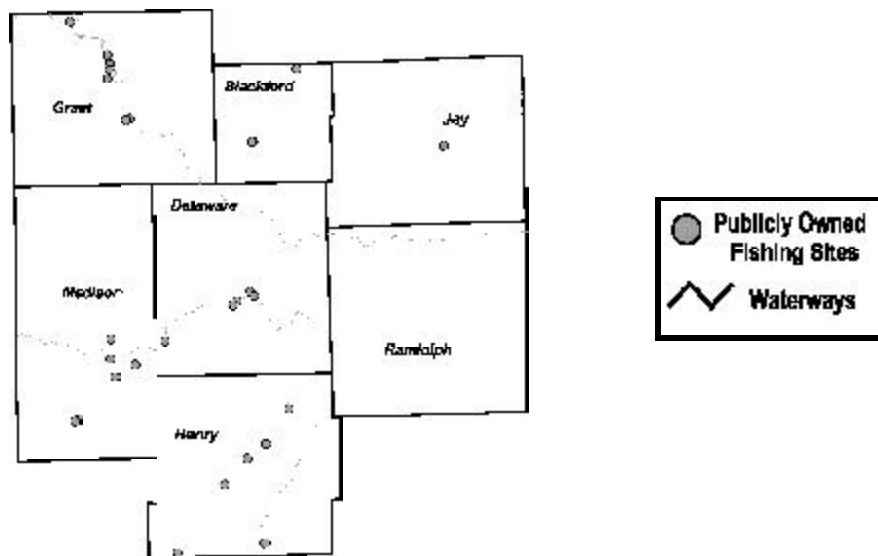 Grant
Blackford
Jay
Delaware
Madison
Randolph
Henry
Publicly Owned
Fishing Sites
Waterways